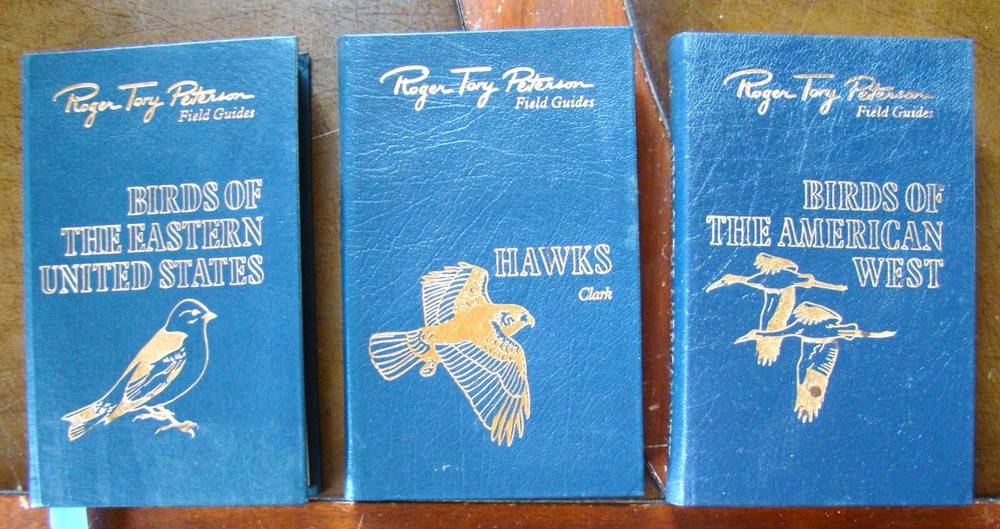 Roger Tory Peterson
Field Guides
BIRDS OF
THE EASTERN
UNITED STATES
Roger Tory Peterson
Field Guides
HAWKS
Clark
Roger Tory Peterson
Field Guides
BIRDS OF
THE AMERICAN
WEST